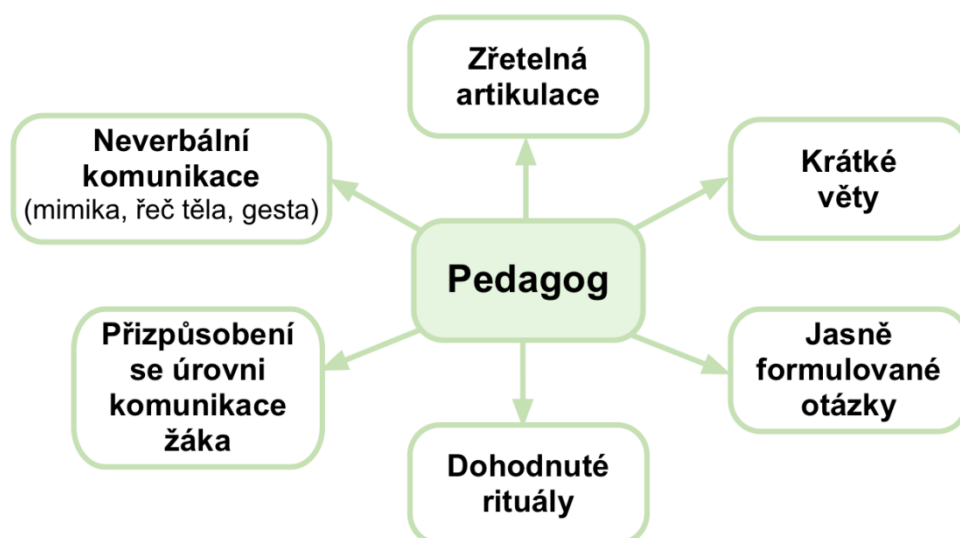 Zřetelná
artikulace
Neverbální
komunikace
(mimika, řeč těla, gesta)
Krátké
věty
Pedagog
Přizpůsobení
se úrovni
komunikace
žáka
Jasně
formulované
otázky
Dohodnuté
rituály